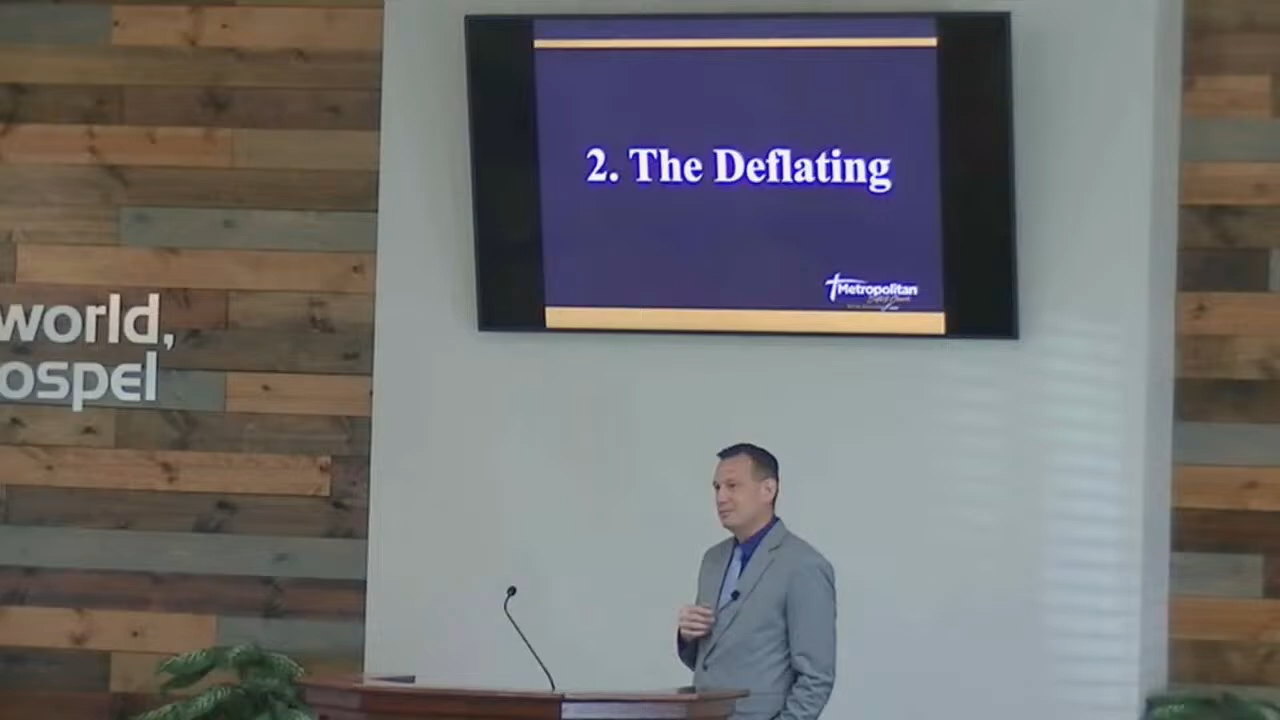 2. The Deflating
Metropolitan
world,
ospel